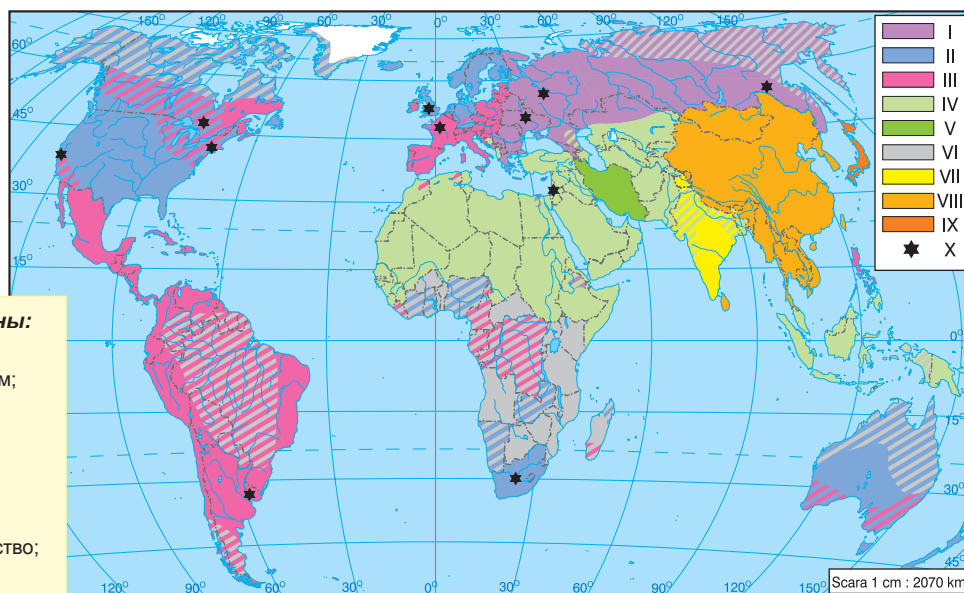 150° 120° 90° 60° 30° 0° 30° 60° 90° 120° 150°
60°
45°
30°
15°
I
II
III
IV
V
VI
VII
VIII
IX
X
ны:
м;
ство;
0°
15°
30°
45°
120° 90° 60° 30° 0° 30° 60° 90° 120° 150°
Scara 1 cm : 2070 km